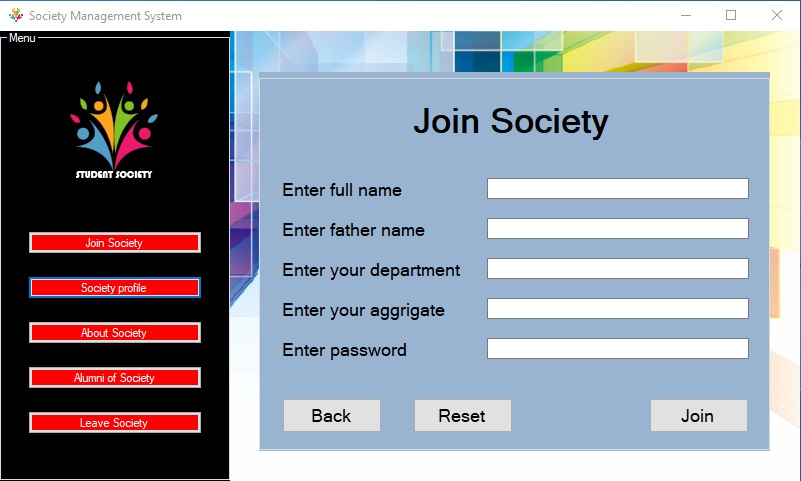 Society Management System
Menu
STUDENT SOCIETY
Join Society
Society profile
About Society
Alumni of Society
Leave Society
Join Society
Enter full name
Enter father name
Enter your department
Enter your aggrigate
Enter password
Back
Reset
Join